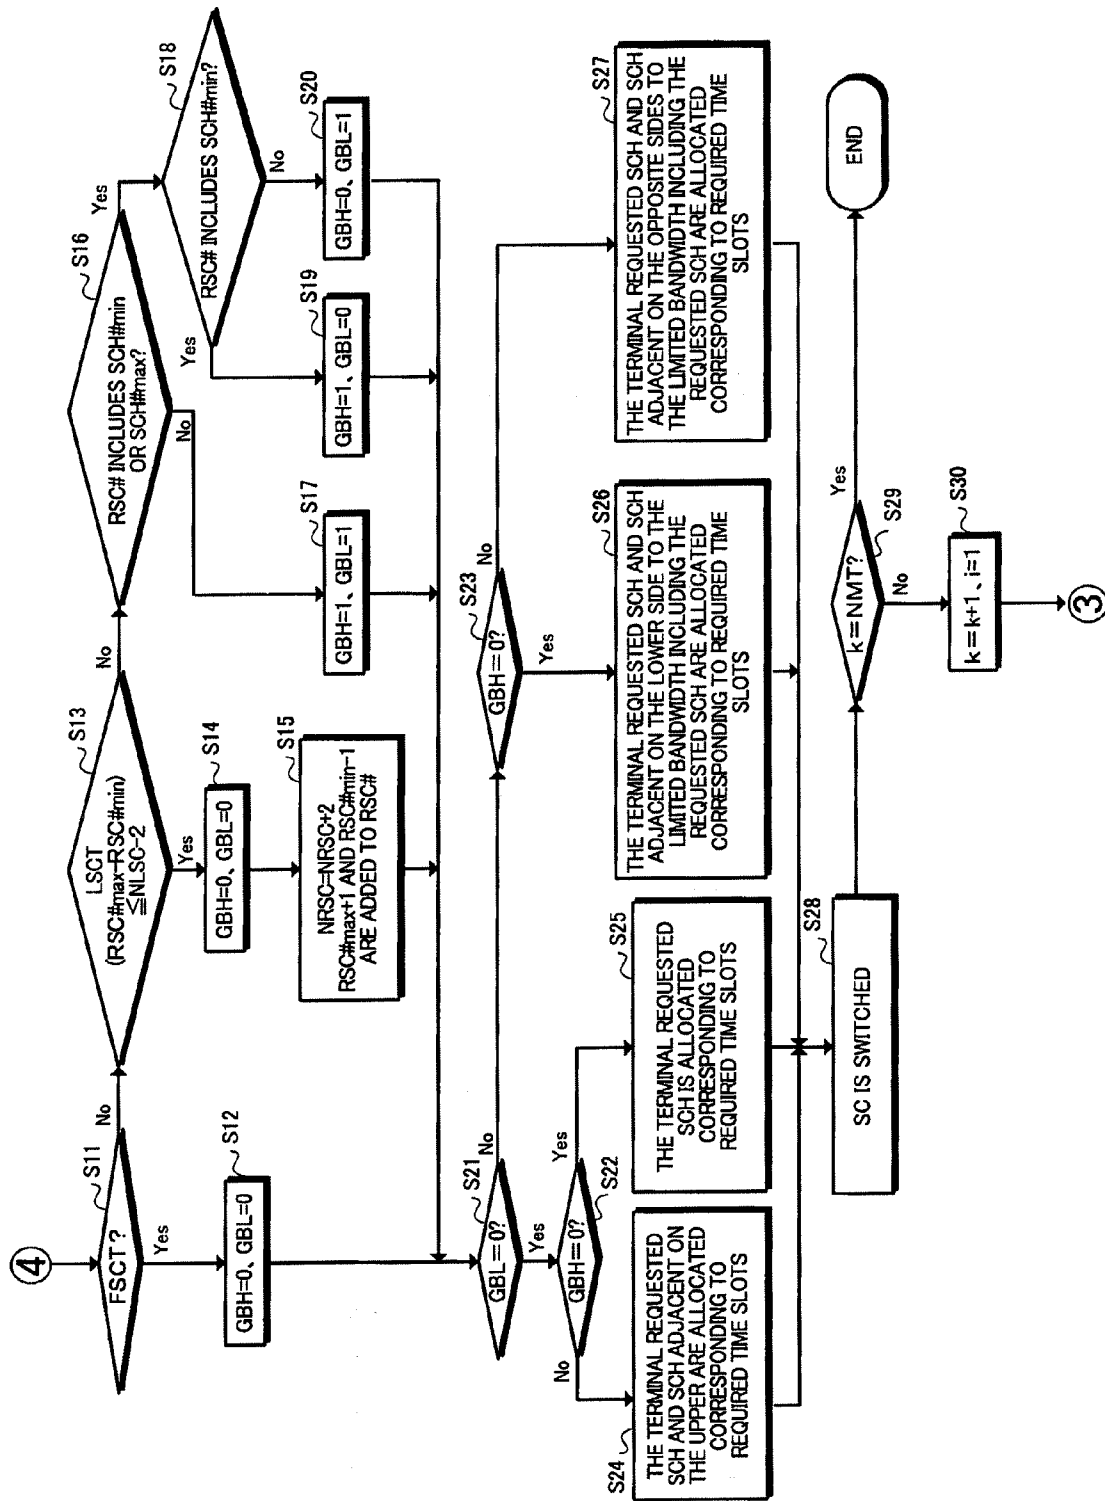 ④
FSCT?
S11
Yes
No
GBH=0、GBL=0
S12
LSCT
(RSC#max-RSC#min)
≦NLSC-2
S13
Yes
No
GBH=0、GBL=0
S14
NRSC=NRSC+2
RSC#max+1 AND RSC#min-1
ARE ADDED TO RSC#
S15
RSC# INCLUDES SCH#min
OR SCH#max?
S16
Yes
No
GBH=1、GBL=1
S17
RSC# INCLUDES SCH#min?
S18
Yes
No
GBH=1、GBL=0
S19
GBH=0、GBL=1
S20
GBL=0?
S21
No
Yes
GBH=0?
S22
No
Yes
GBH=0?
S23
No
Yes
S24
THE TERMINAL REQUESTED
SCH AND SCH ADJACENT ON
THE UPPER ARE ALLOCATED
CORRESPONDING TO
REQUIRED TIME SLOTS
S25
THE TERMINAL REQUESTED
SCH IS ALLOCATED
CORRESPONDING TO
REQUIRED TIME SLOTS
S26
THE TERMINAL REQUESTED SCH AND SCH
ADJACENT ON THE LOWER SIDE TO THE
LIMITED BANDWIDTH INCLUDING THE
REQUESTED SCH ARE ALLOCATED
CORRESPONDING TO REQUIRED TIME
SLOTS
S27
THE TERMINAL REQUESTED SCH AND SCH
ADJACENT ON THE OPPOSITE SIDES TO
THE LIMITED BANDWIDTH INCLUDING THE
REQUESTED SCH ARE ALLOCATED
CORRESPONDING TO REQUIRED TIME
SLOTS
S28
SC IS SWITCHED
k=NMT?
S29
Yes
No
END
k=k+1、i=1
S30
③